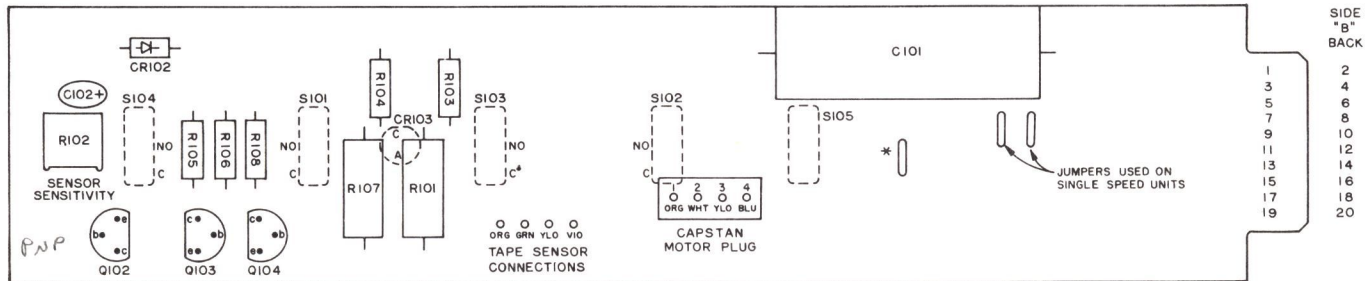 SIDE
"B"
BACK
C101
CR102
C102+
R104
R103
1 2
3 4
5 6
7 8
9 10
11 12
13 14
15 16
17 18
19 20
S104
S101
CR103
S103
S102
S105
R102
R105
R106
R108
C
A
NO
NO
NO
NO
C
C
C
C
*
R107
R101
SENSOR
SENSITIVITY
JUMPERS USED ON
SINGLE SPEED UNITS
1 2 3 4
ORG WHT YLO BLU
CAPSTAN
MOTOR PLUG
ORG GRN YLO VIO
TAPE SENSOR
CONNECTIONS
PNP
e
b
c
Q102
c
b
e
Q103
c
b
e
Q104